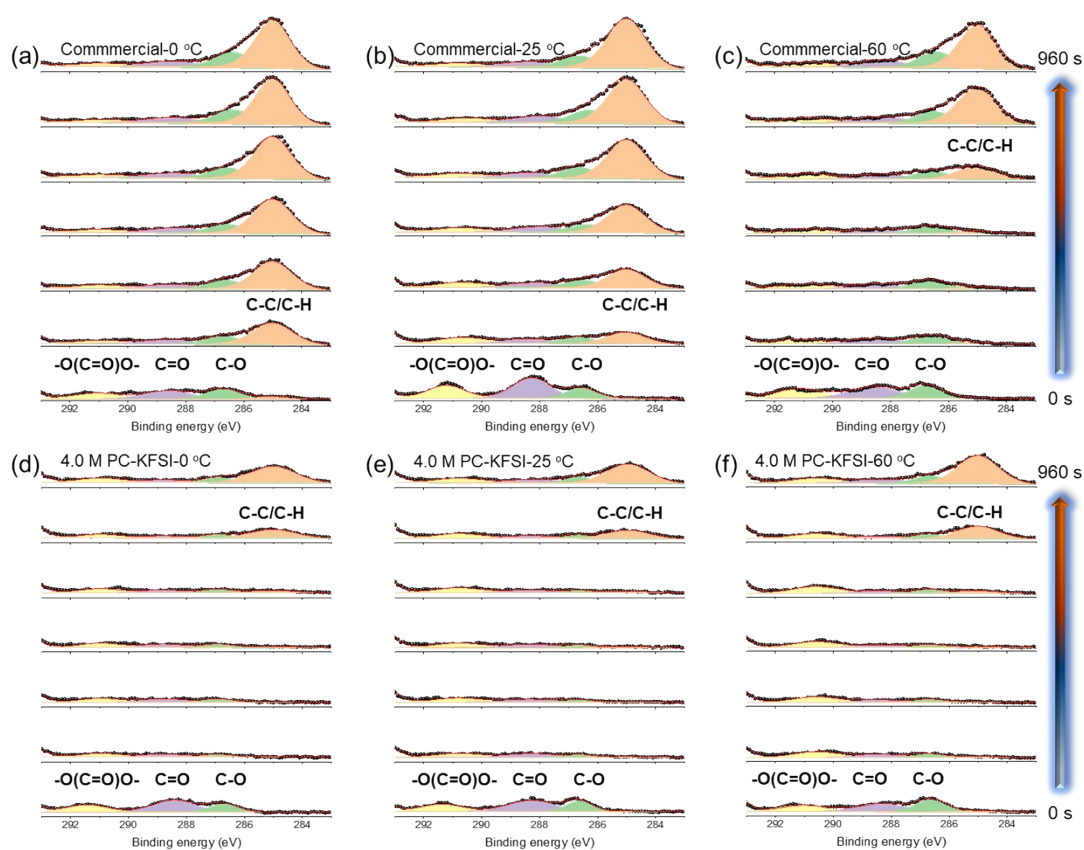 (a) Commmercial-0 °C
(b) Commmercial-25 °C
(c) Commmercial-60 °C
960 s
C-C/C-H
C-C/C-H
C-C/C-H
-O(C=O)O- C=O C-O
-O(C=O)O- C=O C-O
-O(C=O)O- C=O C-O
0 s
292 290 288 286 284
292 290 288 286 284
292 290 288 286 284
Binding energy (eV)
Binding energy (eV)
Binding energy (eV)
(d) 4.0 M PC-KFSI-0 °C
(e) 4.0 M PC-KFSI-25 °C
(f) 4.0 M PC-KFSI-60 °C
960 s
C-C/C-H
C-C/C-H
C-C/C-H
-O(C=O)O- C=O C-O
-O(C=O)O- C=O C-O
-O(C=O)O- C=O C-O
0 s
292 290 288 286 284
292 290 288 286 284
292 290 288 286 284
Binding energy (eV)
Binding energy (eV)
Binding energy (eV)